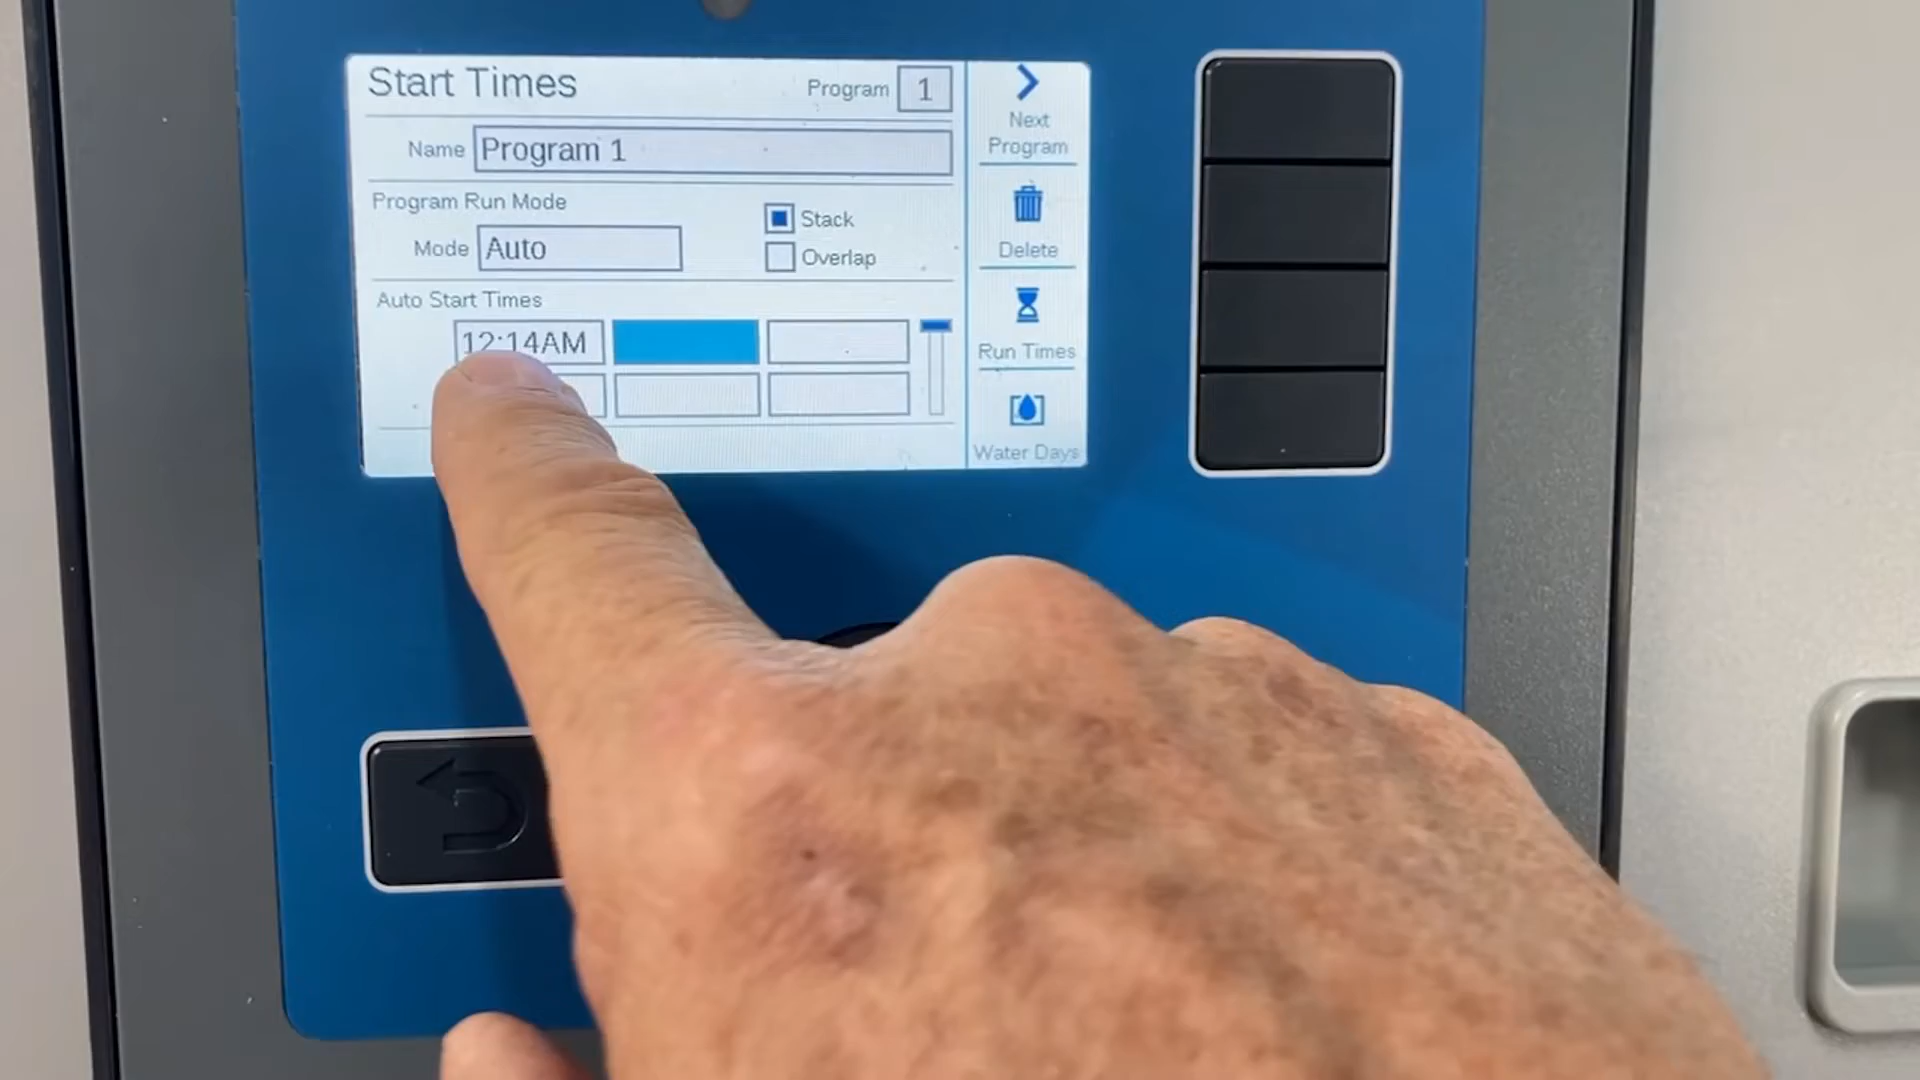 Start Times
Program 1
Next Program
Name Program 1
Program Run Mode
Stack
Delete
Mode Auto
Overlap
Auto Start Times
12:14AM
Run Times
Water Days